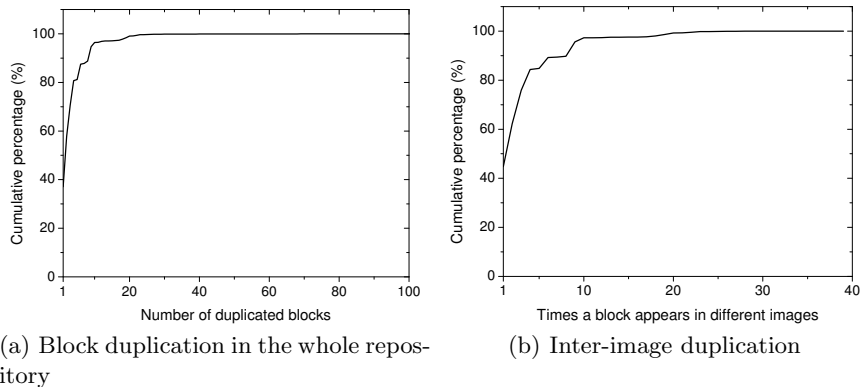 100
80
60
40
20
0
Cumulative percentage (%)
1 20 40 60 80 100
Number of duplicated blocks
(a) Block duplication in the whole repos-
itory
100
80
60
40
20
0
Cumulative percentage (%)
1 10 20 30 40
Times a block appears in different images
(b) Inter-image duplication